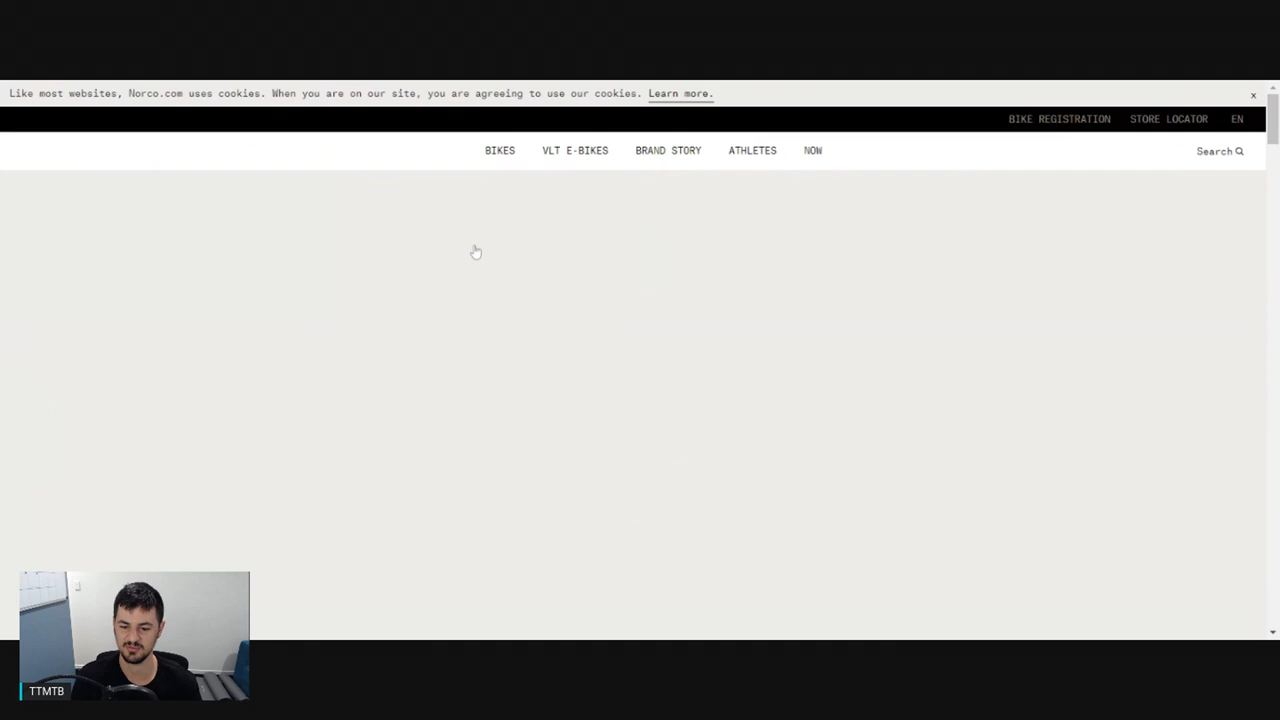 Like most websites, Norco.com uses cookies. When you are on our site, you are agreeing to use our cookies. Learn more. x
BIKE REGISTRATION STORE LOCATOR EN
BIKES VLT E-BIKES BRAND STORY ATHLETES NOW Search
TTMTB